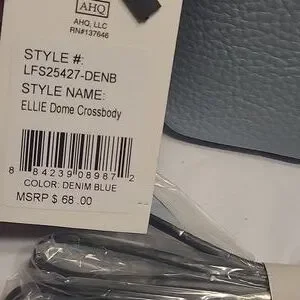 AHQ
AHQ, LLC
RN#137646
STYLE #:
LFS25427-DENB
STYLE NAME:
ELLIE Dome Crossbody
8 84239 08987 2
COLOR: DENIM BLUE
MSRP $ 68 .00